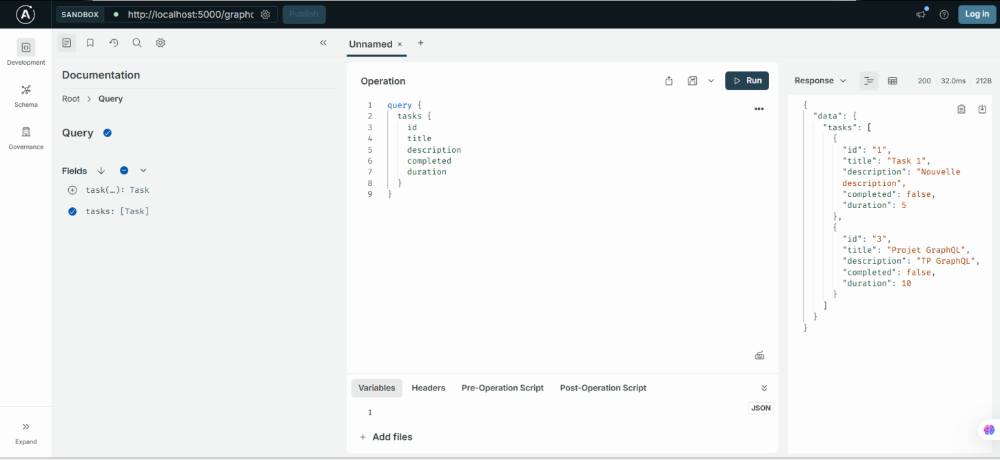 SANDBOX
http://localhost:5000/graphc
Publish
Log in
Development
Schema
Governance
Expand
Documentation
Root > Query
Query
Fields
task(…): Task
tasks: [Task]
Unnamed × +
Operation
Run
1 query {
2 tasks {
3 id
4 title
5 description
6 completed
7 duration
8 }
9 }
Variables
Headers
Pre-Operation Script
Post-Operation Script
1
JSON
+ Add files
Response
200
32.0ms
212B
{
"data": {
"tasks": [
{
"id": "1",
"title": "Task 1",
"description": "Nouvelle
description",
"completed": false,
"duration": 5
},
{
"id": "3",
"title": "Projet GraphQL",
"description": "TP GraphQL",
"completed": false,
"duration": 10
}
]
}
}